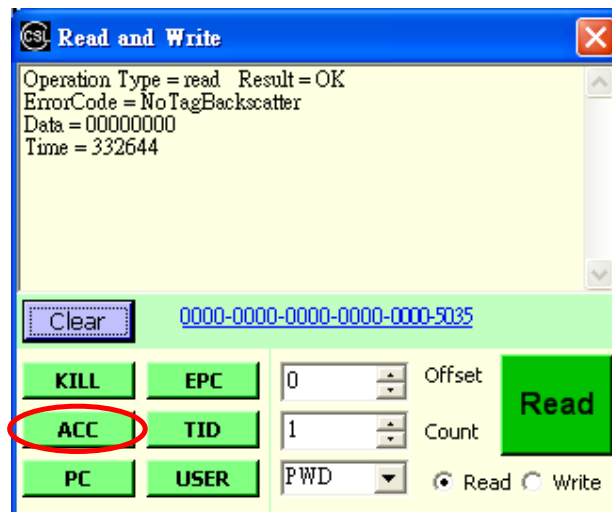 CSL Read and Write
Operation Type = read Result = OK
ErrorCode = NoTagBackscatter
Data = 00000000
Time = 332644
Clear 0000-0000-0000-0000-0000-5035
KILL EPC 0 Offset
ACC TID 1 Count Read
PC USER PWD Read Write